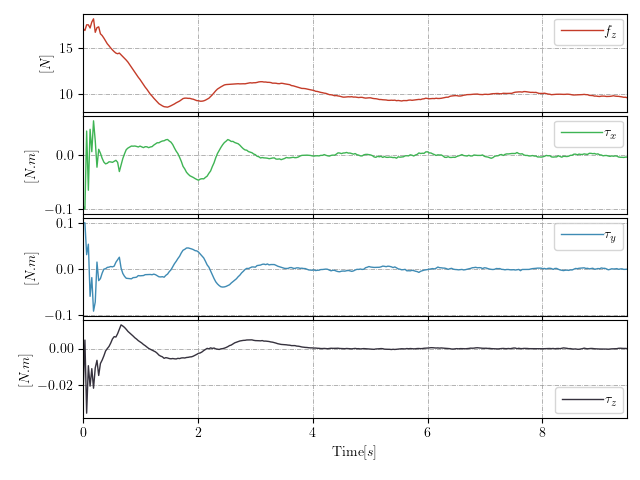 [N]
15
10
f_z
[N.m]
0.0
−0.1
τ_x
[N.m]
0.1
0.0
−0.1
τ_y
[N.m]
0.00
−0.02
τ_z
0 2 4 6 8
Time[s]